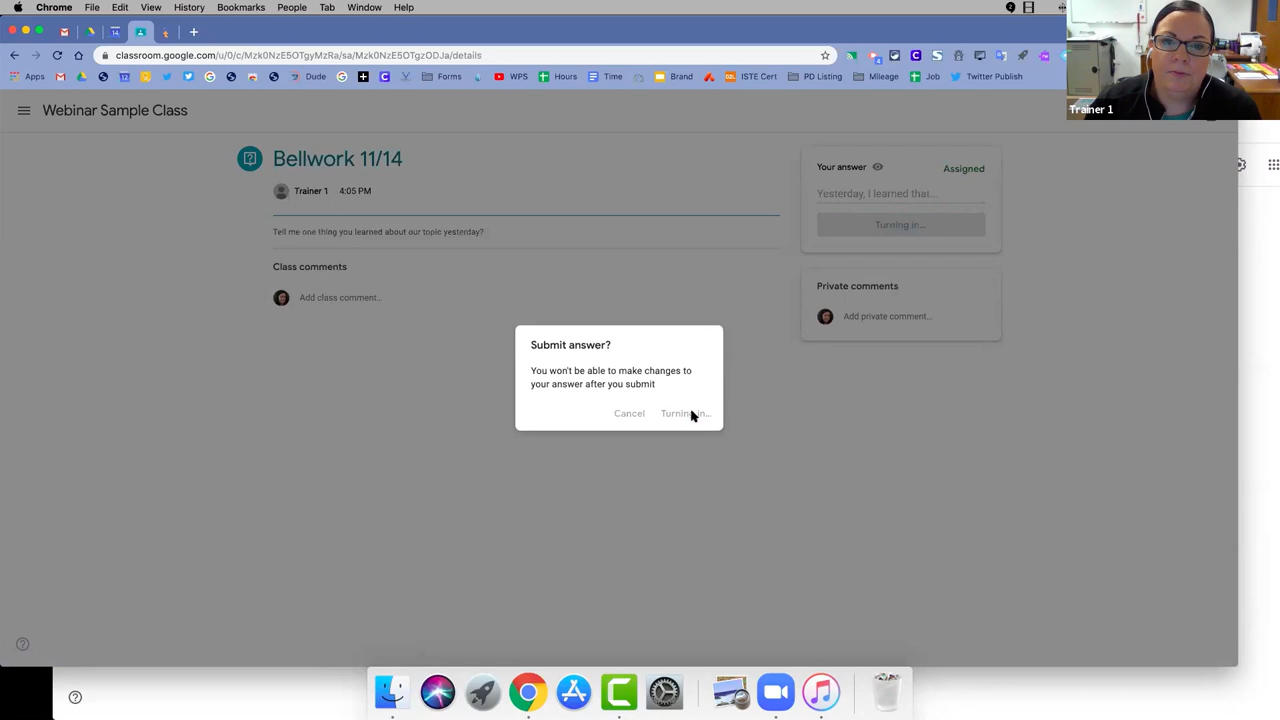 Chrome File Edit View History Bookmarks People Tab Window Help
classroom.google.com/u/0/c/Mzk0NzE5OTgyMzRa/sa/Mzk0NzE5OTgzODJa/details
Apps Forms WPS Hours Time Brand ISTE Cert PD Listing Mileage Job Twitter Publish
Dude
Trainer 1
Webinar Sample Class
Bellwork 11/14
Trainer 1 4:05 PM
Tell me one thing you learned about our topic yesterday?
Class comments
Add class comment...
Your answer Assigned
Yesterday, I learned that...
Turning in...
Private comments
Add private comment...
Submit answer?
You won't be able to make changes to
your answer after you submit
Cancel Turning in...